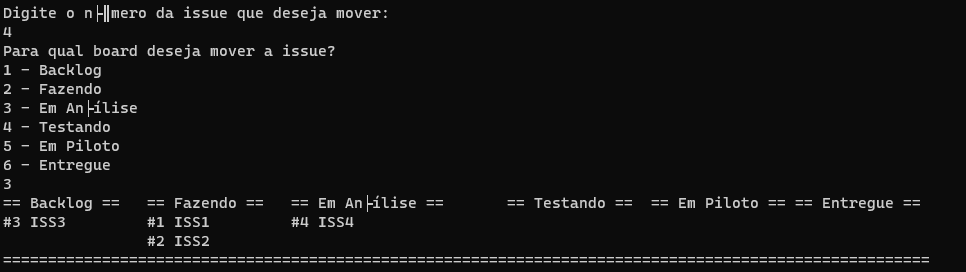 Digite o n├║mero da issue que deseja mover:
4
Para qual board deseja mover a issue?
1 - Backlog
2 - Fazendo
3 - Em An├ílise
4 - Testando
5 - Em Piloto
6 - Entregue
3
== Backlog == == Fazendo == == Em An├ílise == == Testando == == Em Piloto == == Entregue ==
#3 ISS3 #1 ISS1 #4 ISS4
#2 ISS2
=======================================================================================================